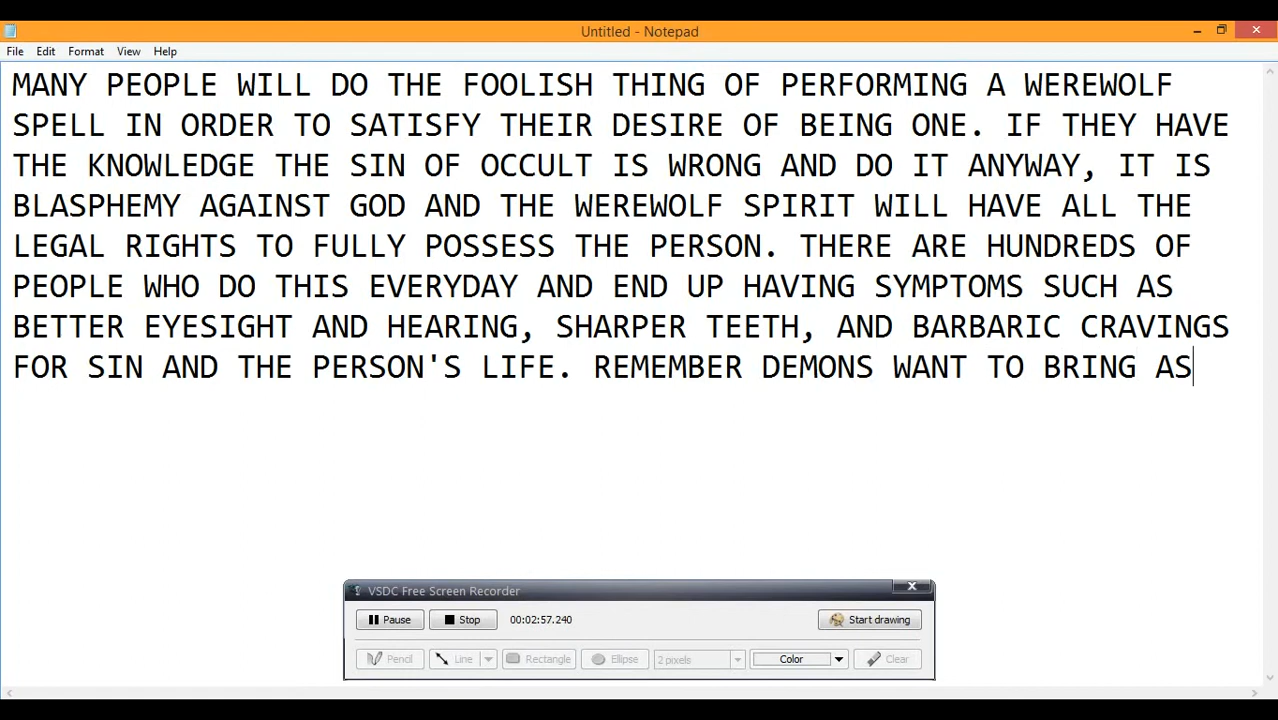 Untitled - Notepad
File Edit Format View Help
MANY PEOPLE WILL DO THE FOOLISH THING OF PERFORMING A WEREWOLF
SPELL IN ORDER TO SATISFY THEIR DESIRE OF BEING ONE. IF THEY HAVE
THE KNOWLEDGE THE SIN OF OCCULT IS WRONG AND DO IT ANYWAY, IT IS
BLASPHEMY AGAINST GOD AND THE WEREWOLF SPIRIT WILL HAVE ALL THE
LEGAL RIGHTS TO FULLY POSSESS THE PERSON. THERE ARE HUNDREDS OF
PEOPLE WHO DO THIS EVERYDAY AND END UP HAVING SYMPTOMS SUCH AS
BETTER EYESIGHT AND HEARING, SHARPER TEETH, AND BARBARIC CRAVINGS
FOR SIN AND THE PERSON'S LIFE. REMEMBER DEMONS WANT TO BRING AS
VSDC Free Screen Recorder
Pause Stop 00:02:57.240 Start drawing
Pencil Line Rectangle Ellipse 2 pixels Color Clear